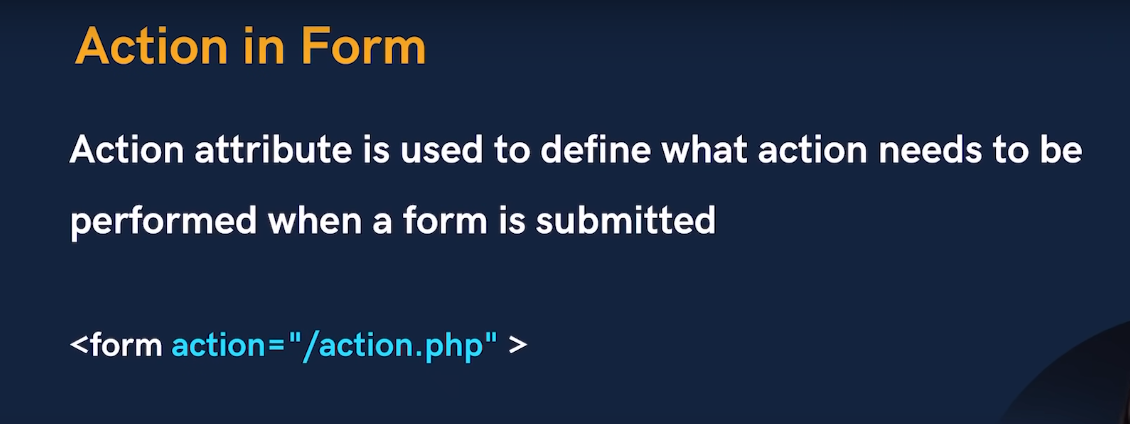 Action in Form
Action attribute is used to define what action needs to be
performed when a form is submitted
<form action="/action.php" >